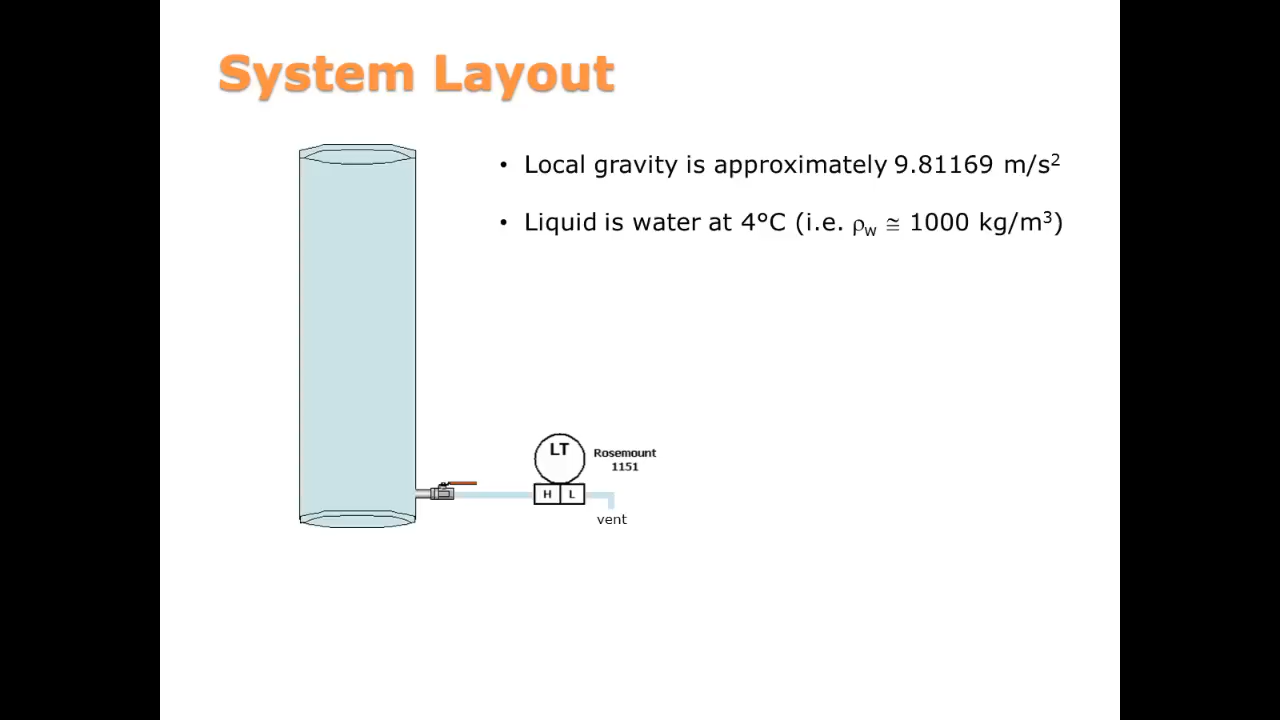 System Layout
• Local gravity is approximately 9.81169 m/s²
• Liquid is water at 4°C (i.e. ρw ≅ 1000 kg/m³)
LT
Rosemount
1151
H L
vent